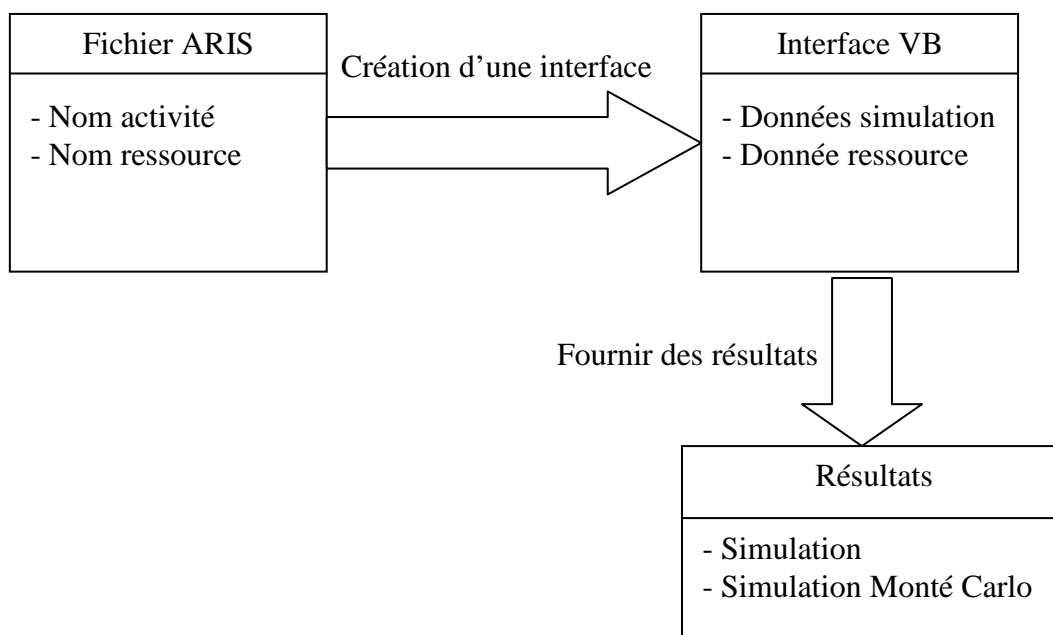 Fichier ARIS
- Nom activité
- Nom ressource
Création d’une interface
Interface VB
- Données simulation
- Donnée ressource
Fournir des résultats
Résultats
- Simulation
- Simulation Monté Carlo